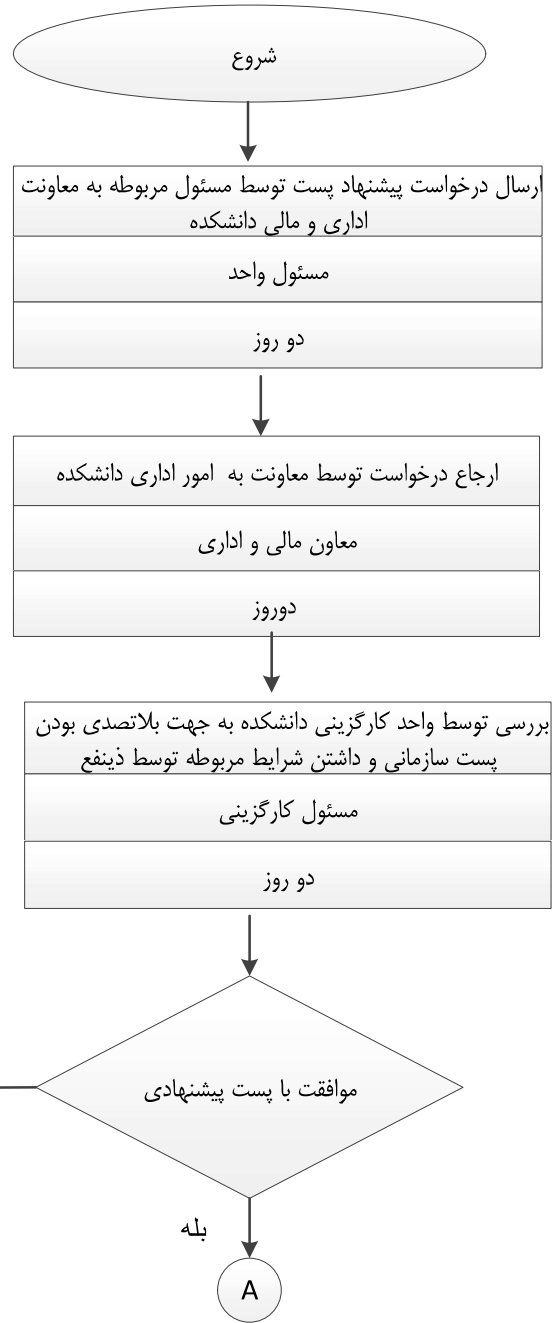 شروع
ارسال درخواست پیشنهاد پست توسط مسئول مربوطه به معاونت
اداری و مالی دانشکده
مسئول واحد
دو روز
ارجاع درخواست توسط معاونت به امور اداری دانشکده
معاون مالی و اداری
دوروز
بررسی توسط واحد کارگزینی دانشکده به جهت بلاتصدی بودن
پست سازمانی و داشتن شرایط مربوطه توسط ذینفع
مسئول کارگزینی
دو روز
موافقت با پست پیشنهادی
بله
A